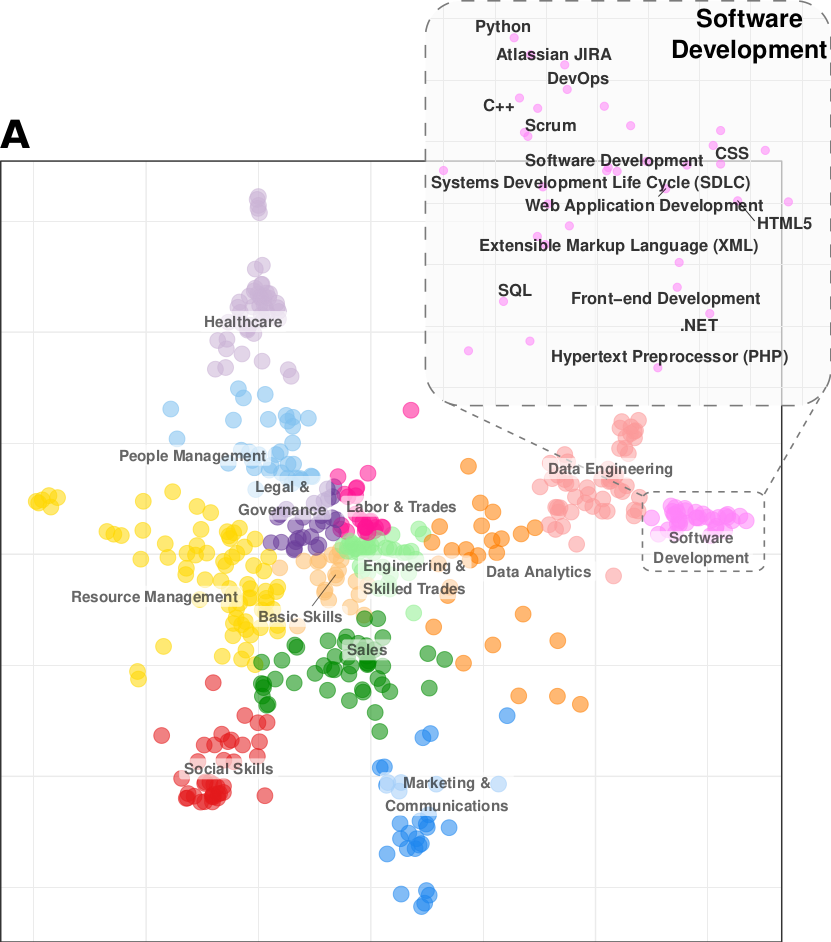 Software
Development
Python
Atlassian JIRA
DevOps
C++
Scrum
Software Development
CSS
Systems Development Life Cycle (SDLC)
Web Application Development
HTML5
Extensible Markup Language (XML)
SQL
Front−end Development
.NET
Hypertext Preprocessor (PHP)
A
Healthcare
People Management
Data Engineering
Legal &
Governance
Labor & Trades
Software
Development
Engineering &
Skilled Trades
Data Analytics
Resource Management
Basic Skills
Sales
Social Skills
Marketing &
Communications